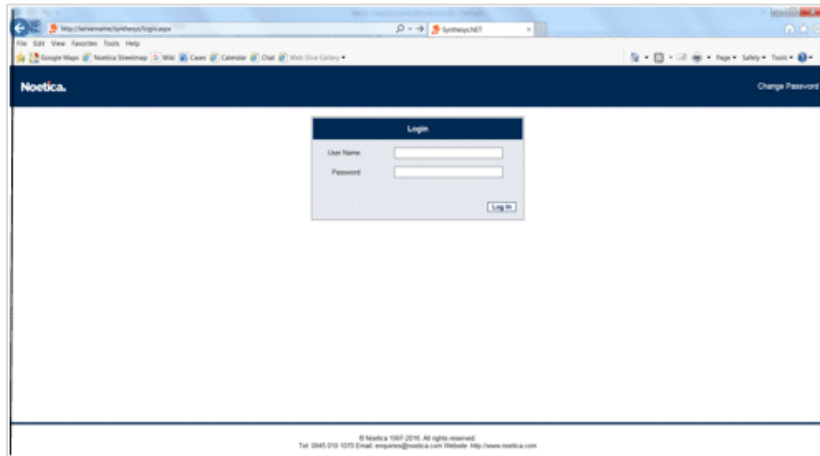 http://servername/synthesys/login.aspx
Synthesys.NET
File Edit View Favorites Tools Help
Google Maps Noetica Streetmap Wiki Cases Calendar Chat Web Slice Gallery
Page Safety Tools
Noetica.
Change Password
Login
User Name
Password
Log In
© Noetica 1997-2016. All rights reserved.
Tel: 0845 016 1070 Email: enquiries@noetica.com Website: http://www.noetica.com